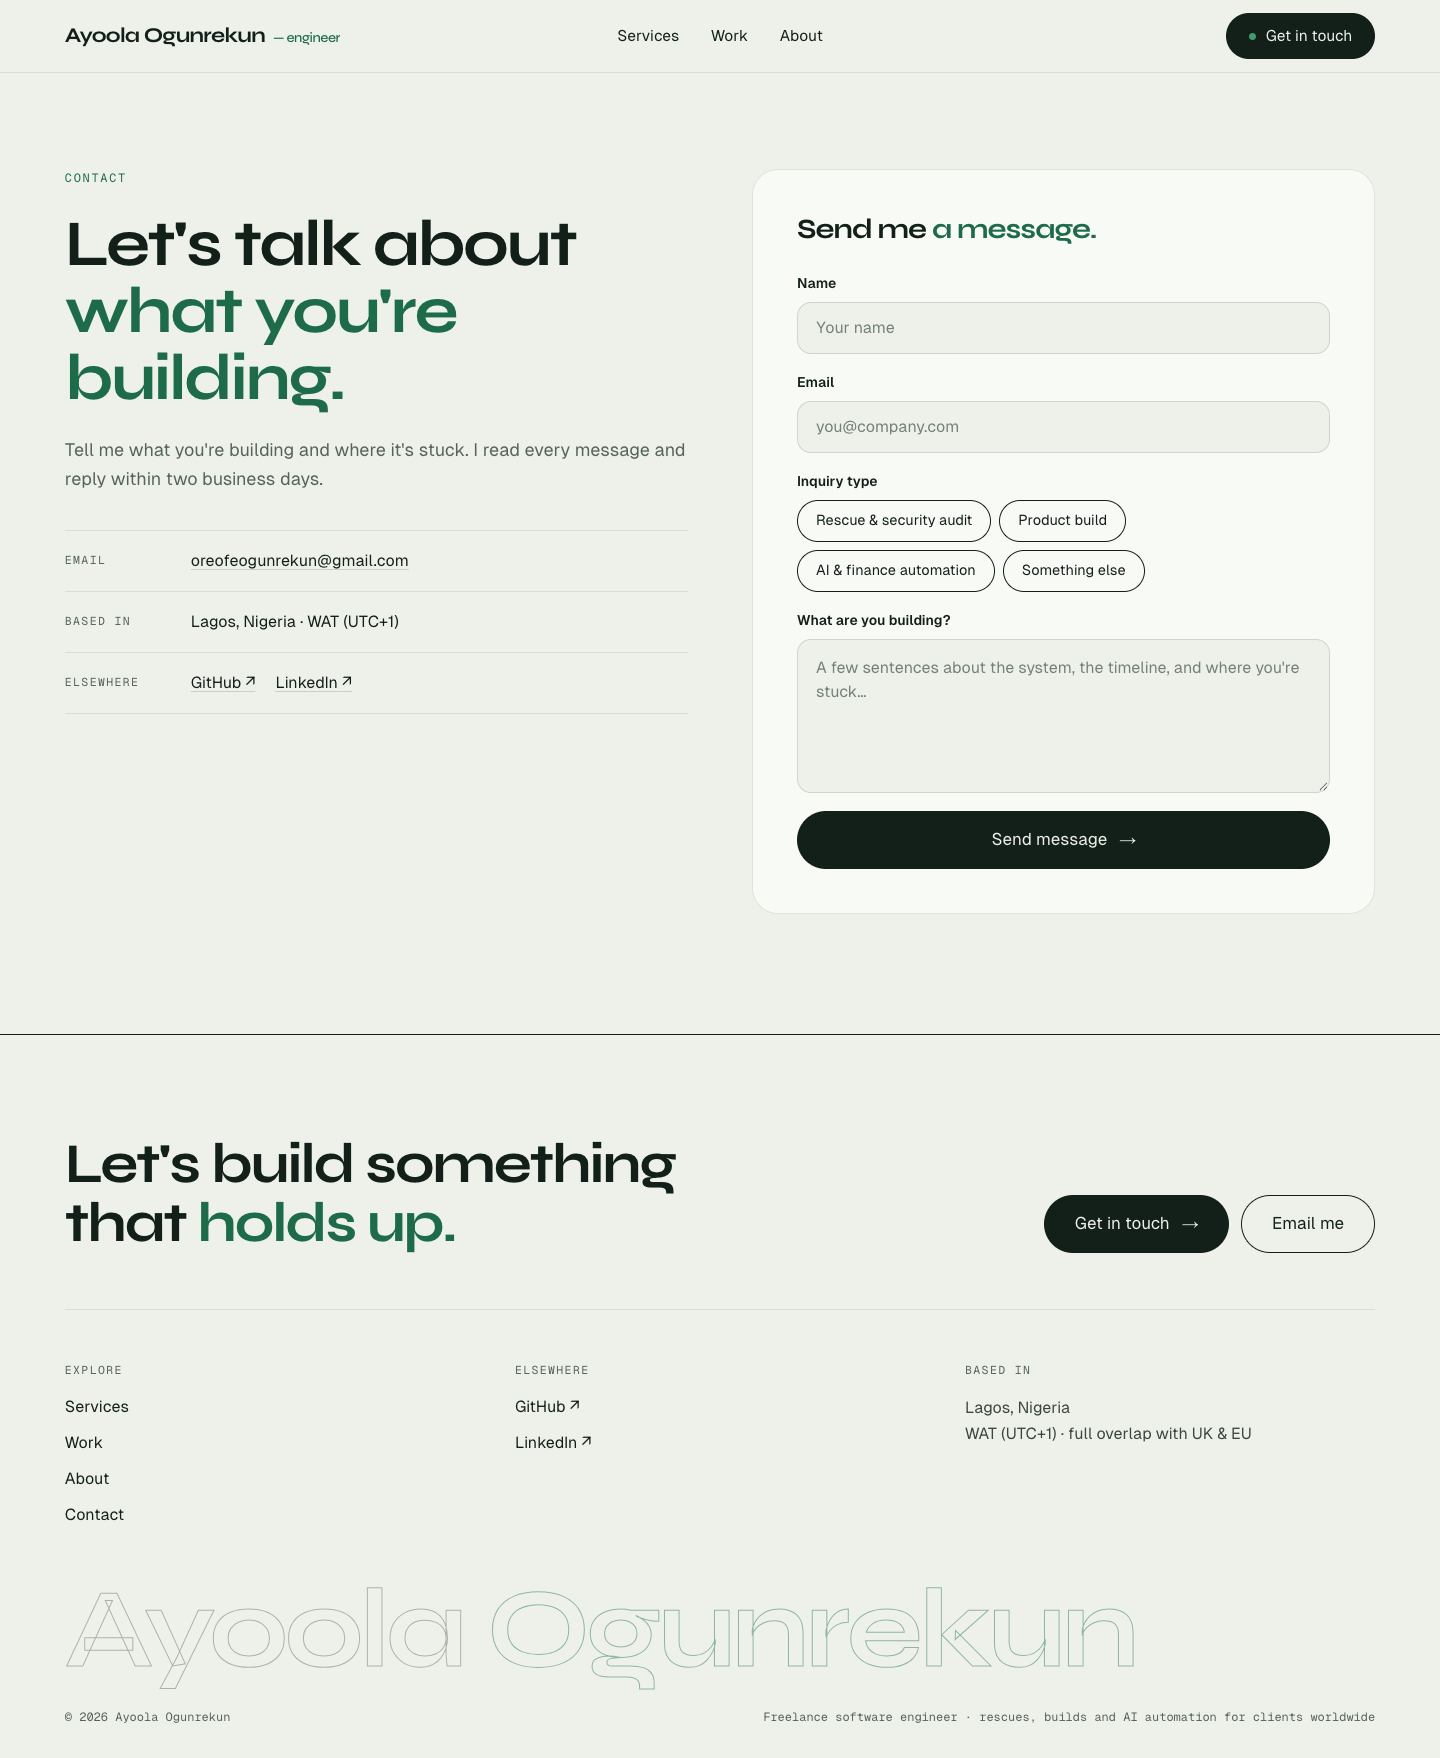 Ayoola Ogunrekun — engineer
Services
Work
About
Get in touch
CONTACT
Let's talk about
what you're
building.
Tell me what you're building and where it's stuck. I read every message and
reply within two business days.
EMAIL
oreofeogunrekun@gmail.com
BASED IN
Lagos, Nigeria · WAT (UTC+1)
ELSEWHERE
GitHub ↗
LinkedIn ↗
Send me a message.
Name
Your name
Email
you@company.com
Inquiry type
Rescue & security audit
Product build
AI & finance automation
Something else
What are you building?
A few sentences about the system, the timeline, and where you're
stuck…
Send message →
Let's build something
that holds up.
Get in touch →
Email me
EXPLORE
Services
Work
About
Contact
ELSEWHERE
GitHub ↗
LinkedIn ↗
BASED IN
Lagos, Nigeria
WAT (UTC+1) · full overlap with UK & EU
Ayoola Ogunrekun
© 2026 Ayoola Ogunrekun
Freelance software engineer · rescues, builds and AI automation for clients worldwide